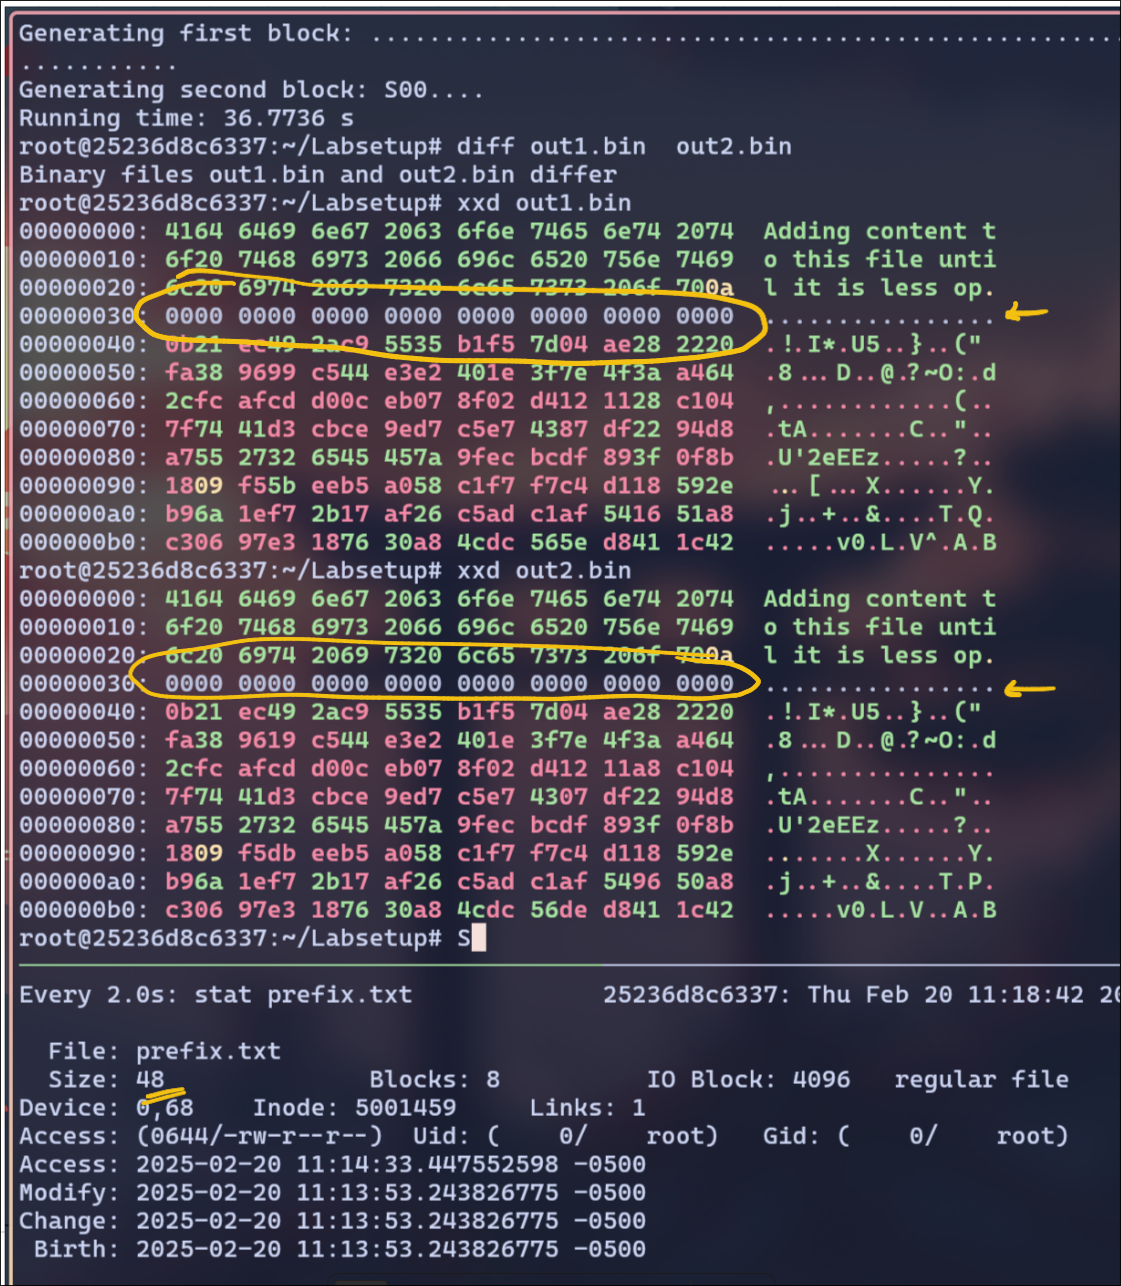 Generating first block: ....................................................
...........
Generating second block: S00....
Running time: 36.7736 s
root@25236d8c6337:~/Labsetup# diff out1.bin  out2.bin
Binary files out1.bin and out2.bin differ
root@25236d8c6337:~/Labsetup# xxd out1.bin
00000000: 4164 6469 6e67 2063 6f6e 7465 6e74 2074  Adding content t
00000010: 6f20 7468 6973 2066 696c 6520 756e 7469  o this file unti
00000020: 6c20 6974 2069 7320 6c65 7373 206f 700a  l it is less op.
00000030: 0000 0000 0000 0000 0000 0000 0000 0000  ................
00000040: 0b21 ec49 2ac9 5535 b1f5 7d04 ae28 2220  .!.I*.U5..}..("
00000050: fa38 9699 c544 e3e2 401e 3f7e 4f3a a464  .8...D..@.?~O:.d
00000060: 2cfc afcd d00c eb07 8f02 d412 1128 c104  ,............(..
00000070: 7f74 41d3 cbce 9ed7 c5e7 4387 df22 94d8  .tA.......C.."..
00000080: a755 2732 6545 457a 9fec bcdf 893f 0f8b  .U'2eEEz.....?..
00000090: 1809 f55b eeb5 a058 c1f7 f7c4 d118 592e  ...[...X......Y.
000000a0: b96a 1ef7 2b17 af26 c5ad c1af 5416 51a8  .j..+..&....T.Q.
000000b0: c306 97e3 1876 30a8 4cdc 565e d841 1c42  .....v0.L.V^.A.B
root@25236d8c6337:~/Labsetup# xxd out2.bin
00000000: 4164 6469 6e67 2063 6f6e 7465 6e74 2074  Adding content t
00000010: 6f20 7468 6973 2066 696c 6520 756e 7469  o this file unti
00000020: 6c20 6974 2069 7320 6c65 7373 206f 700a  l it is less op.
00000030: 0000 0000 0000 0000 0000 0000 0000 0000  ................
00000040: 0b21 ec49 2ac9 5535 b1f5 7d04 ae28 2220  .!.I*.U5..}..("
00000050: fa38 9619 c544 e3e2 401e 3f7e 4f3a a464  .8...D..@.?~O:.d
00000060: 2cfc afcd d00c eb07 8f02 d412 11a8 c104  ,...............
00000070: 7f74 41d3 cbce 9ed7 c5e7 4307 df22 94d8  .tA.......C.."..
00000080: a755 2732 6545 457a 9fec bcdf 893f 0f8b  .U'2eEEz.....?..
00000090: 1809 f5db eeb5 a058 c1f7 f7c4 d118 592e  .......X......Y.
000000a0: b96a 1ef7 2b17 af26 c5ad c1af 5496 50a8  .j..+..&....T.P.
000000b0: c306 97e3 1876 30a8 4cdc 56de d841 1c42  .....v0.L.V..A.B
root@25236d8c6337:~/Labsetup# S
Every 2.0s: stat prefix.txt             25236d8c6337: Thu Feb 20 11:18:42 20
File: prefix.txt
Size: 48              Blocks: 8          IO Block: 4096   regular file
Device: 0,68    Inode: 5001459     Links: 1
Access: (0644/-rw-r--r--)  Uid: (    0/    root)   Gid: (    0/    root)
Access: 2025-02-20 11:14:33.447552598 -0500
Modify: 2025-02-20 11:13:53.243826775 -0500
Change: 2025-02-20 11:13:53.243826775 -0500
Birth: 2025-02-20 11:13:53.243826775 -0500